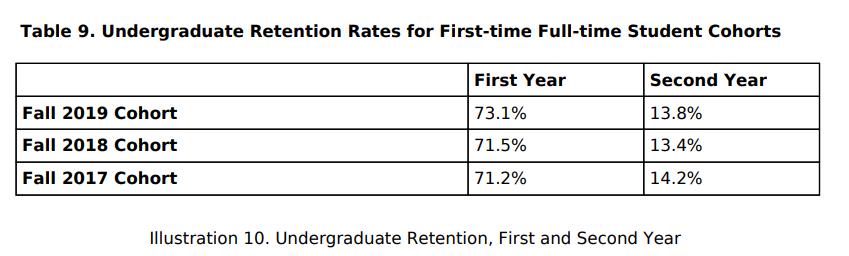 Table 9. Undergraduate Retention Rates for First-time Full-time Student Cohorts
First Year Second Year
Fall 2019 Cohort 73.1% 13.8%
Fall 2018 Cohort 71.5% 13.4%
Fall 2017 Cohort 71.2% 14.2%
Illustration 10. Undergraduate Retention, First and Second Year